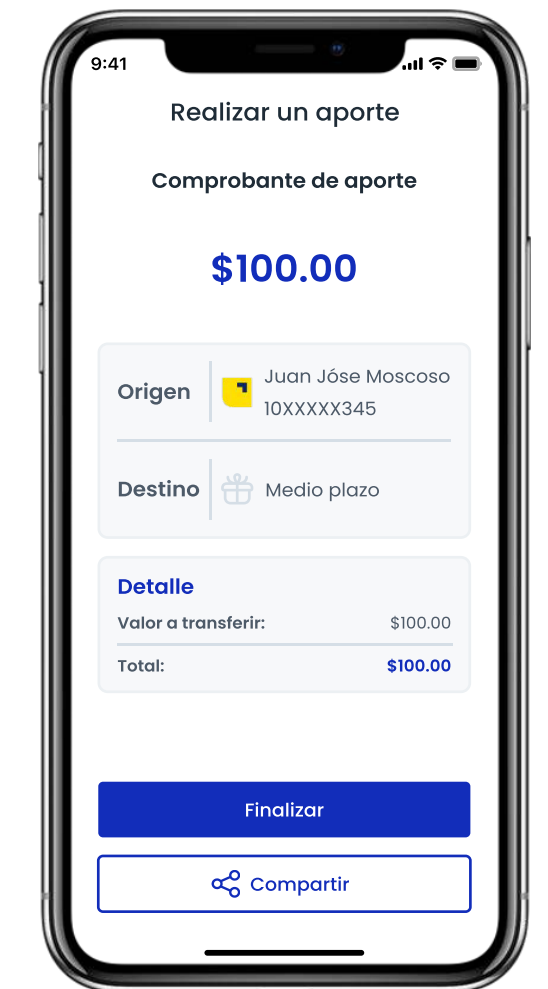 9:41
Realizar un aporte
Comprobante de aporte
$100.00
Origen
Juan Jóse Moscoso
10XXXXX345
Destino
Medio plazo
Detalle
Valor a transferir: $100.00
Total: $100.00
Finalizar
Compartir